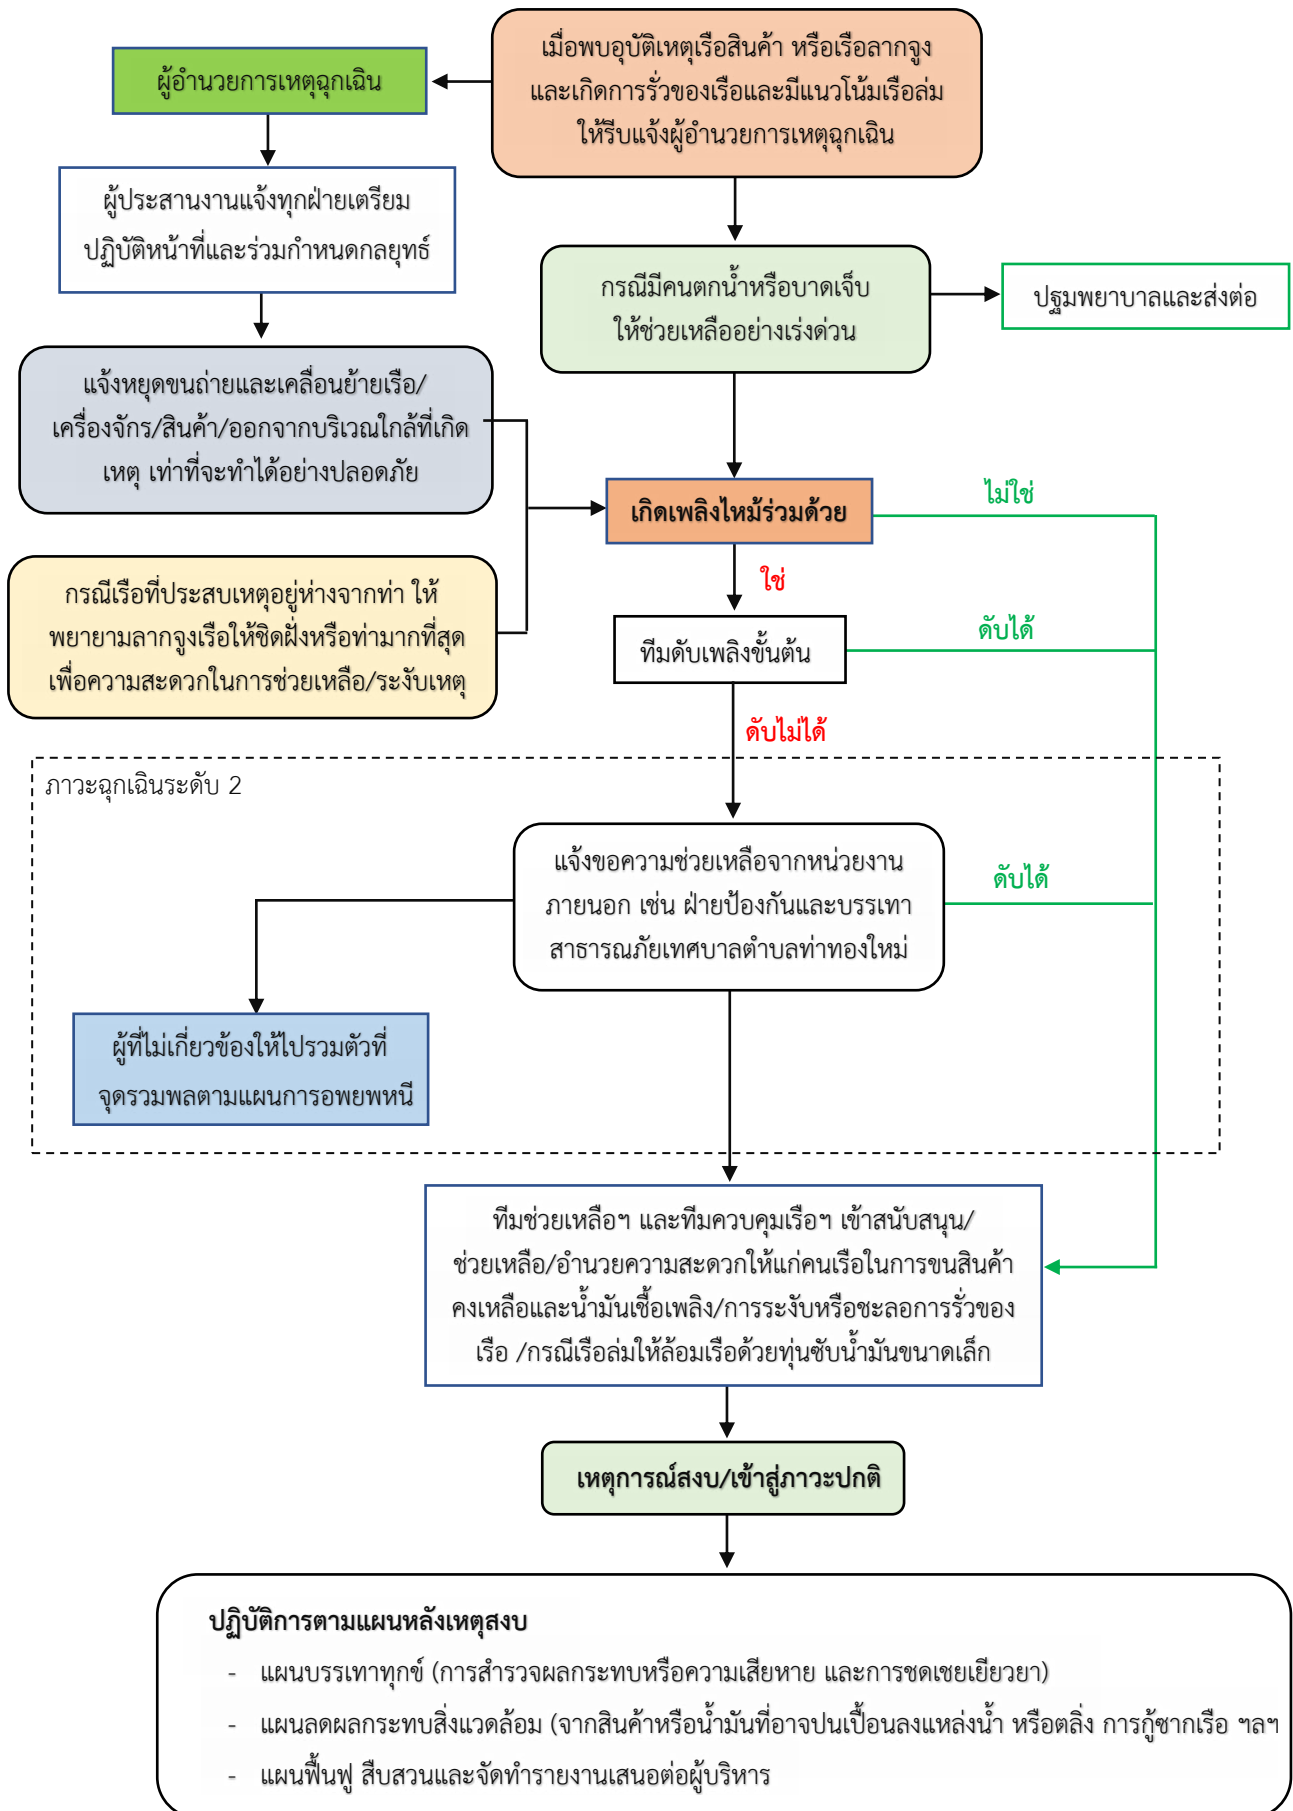 เมื่อพบอุบัติเหตุเรือสินค้า หรือเรือลากจูง
และเกิดการรั่วของเรือและมีแนวโน้มเรือล่ม
ให้รีบแจ้งผู้อำนวยการเหตุฉุกเฉิน
ผู้อำนวยการเหตุฉุกเฉิน
ผู้ประสานงานแจ้งทุกฝ่ายเตรียม
ปฏิบัติหน้าที่และร่วมกำหนดกลยุทธ์
กรณีมีคนตกน้ำหรือบาดเจ็บ
ให้ช่วยเหลืออย่างเร่งด่วน
ปฐมพยาบาลและส่งต่อ
แจ้งหยุดขนถ่ายและเคลื่อนย้ายเรือ/
เครื่องจักร/สินค้า/ออกจากบริเวณใกล้ที่เกิด
เหตุ เท่าที่จะทำได้อย่างปลอดภัย
เกิดเพลิงไหม้ร่วมด้วย
ไม่ใช่
ใช่
กรณีเรือที่ประสบเหตุอยู่ห่างจากท่า ให้
พยายามลากจูงเรือให้ชิดฝั่งหรือท่ามากที่สุด
เพื่อความสะดวกในการช่วยเหลือ/ระงับเหตุ
ทีมดับเพลิงขั้นต้น
ดับได้
ดับไม่ได้
ภาวะฉุกเฉินระดับ 2
แจ้งขอความช่วยเหลือจากหน่วยงาน
ภายนอก เช่น ฝ่ายป้องกันและบรรเทา
สาธารณภัยเทศบาลตำบลท่าทองใหม่
ดับได้
ผู้ที่ไม่เกี่ยวข้องให้ไปรวมตัวที่
จุดรวมพลตามแผนการอพยพหนี
ทีมช่วยเหลือฯ และทีมควบคุมเรือฯ เข้าสนับสนุน/
ช่วยเหลือ/อำนวยความสะดวกให้แก่คนเรือในการขนสินค้า
คงเหลือและน้ำมันเชื้อเพลิง/การระงับหรือชะลอการรั่วของ
เรือ /กรณีเรือล่มให้ล้อมเรือด้วยทุ่นซับน้ำมันขนาดเล็ก
เหตุการณ์สงบ/เข้าสู่ภาวะปกติ
ปฏิบัติการตามแผนหลังเหตุสงบ
- แผนบรรเทาทุกข์ (การสำรวจผลกระทบหรือความเสียหาย และการชดเชยเยียวยา)
- แผนลดผลกระทบสิ่งแวดล้อม (จากสินค้าหรือน้ำมันที่อาจปนเปื้อนลงแหล่งน้ำ หรือตลิ่ง การกู้ซากเรือ ฯลฯ
- แผนฟื้นฟู สืบสวนและจัดทำรายงานเสนอต่อผู้บริหาร